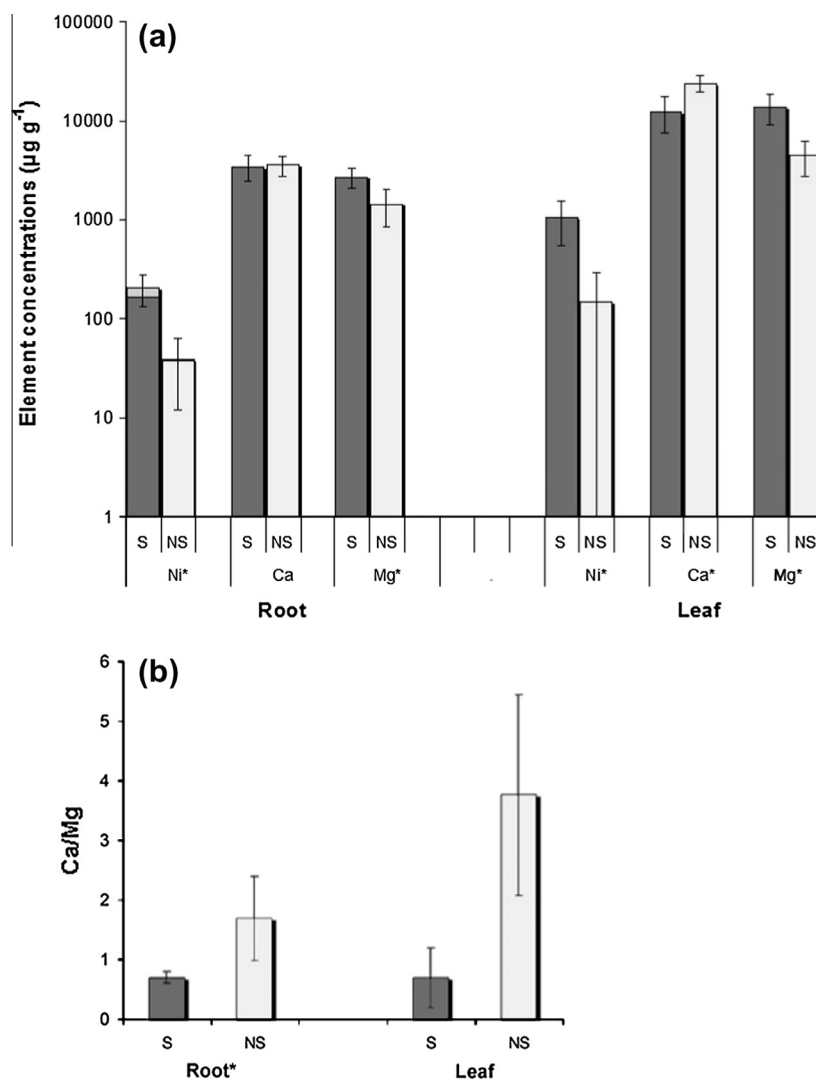 (a)
Element concentrations (µg g-1)
100000
10000
1000
100
10
1
S NS S NS S NS S NS S NS S NS
Ni* Ca Mg* . Ni* Ca* Mg*
Root Leaf
(b)
Ca/Mg
6
5
4
3
2
1
0
S NS S NS
Root* Leaf